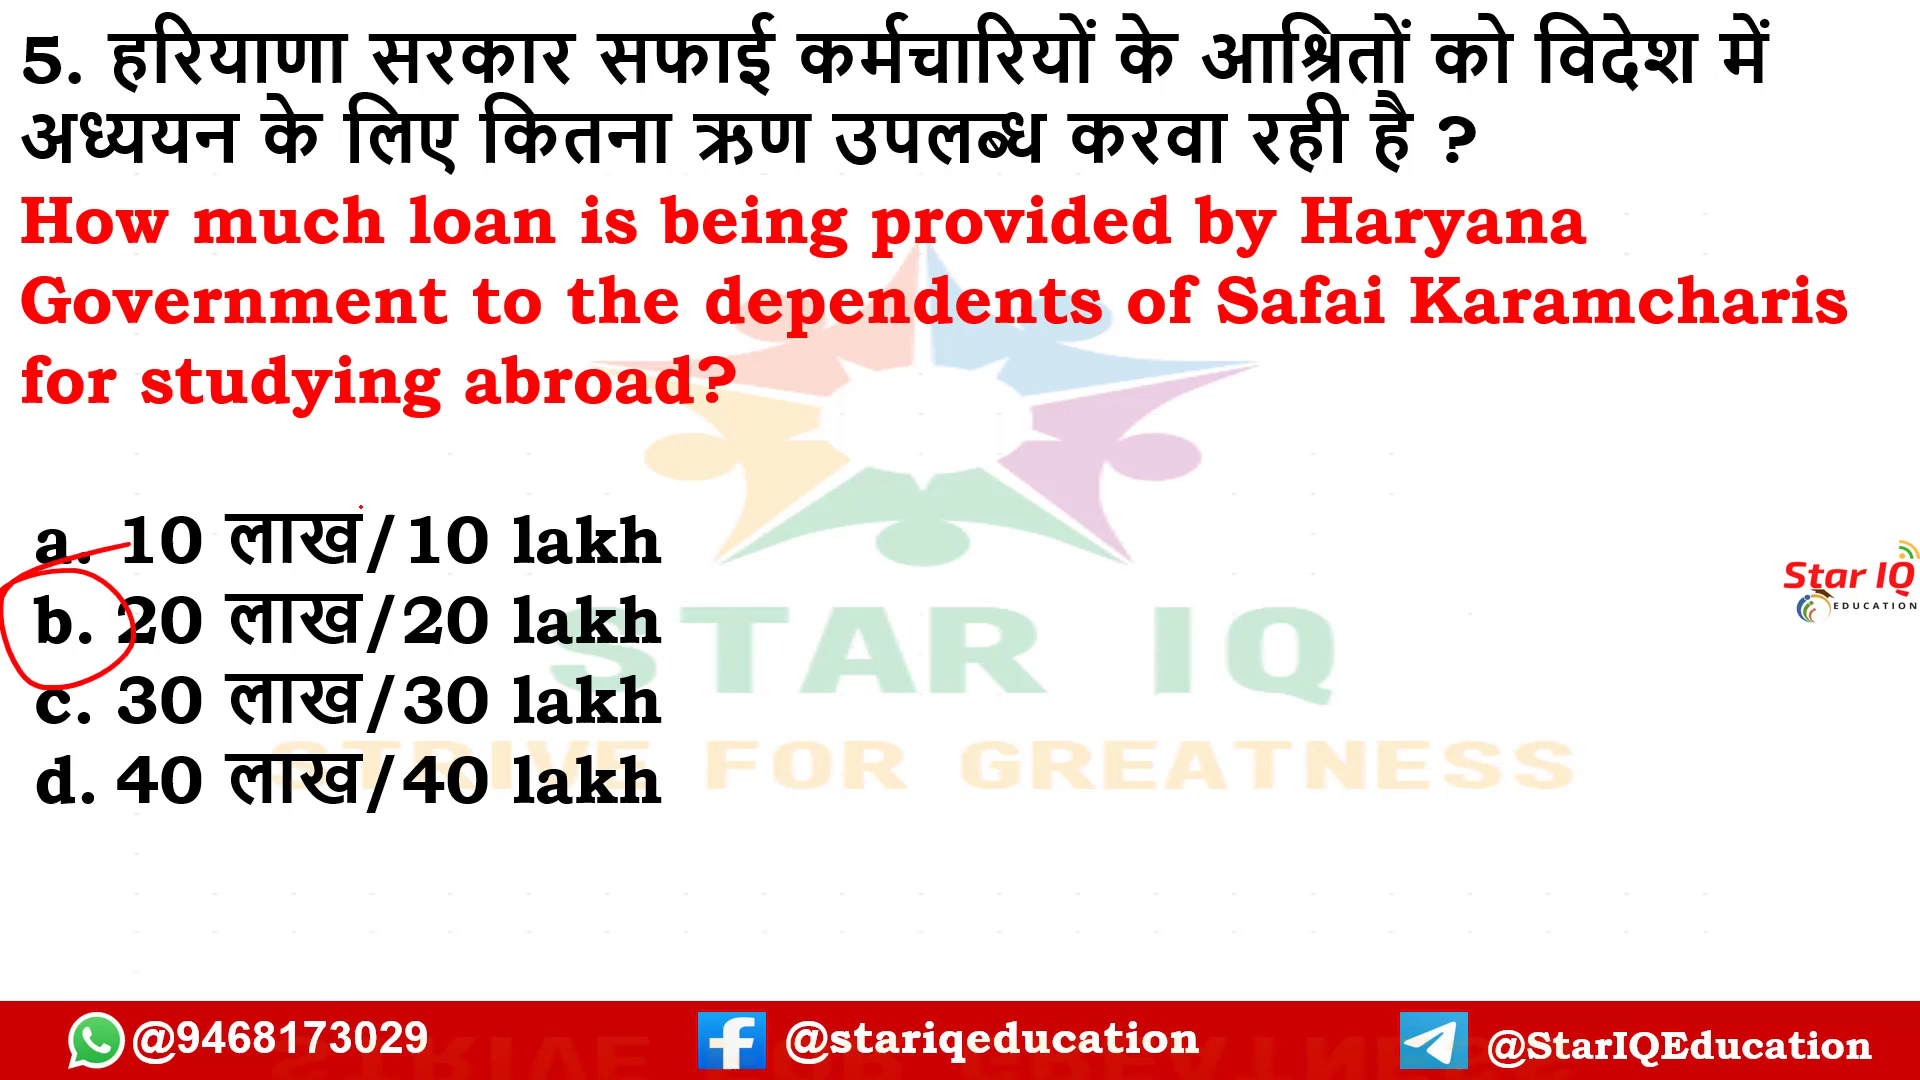 5. हरियाणा सरकार सफाई कर्मचारियों के आश्रितों को विदेश में
अध्ययन के लिए कितना ऋण उपलब्ध करवा रही है ?
How much loan is being provided by Haryana
Government to the dependents of Safai Karamcharis
for studying abroad?
a. 10 लाख/10 lakh
b. 20 लाख/20 lakh
c. 30 लाख/30 lakh
d. 40 लाख/40 lakh
STAR IQ
STRIVE FOR GREATNESS
Star IQ
EDUCATION
@9468173029
@stariqeducation
@StarIQEducation